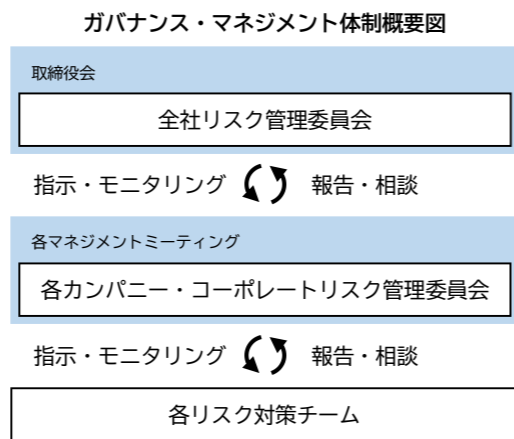 ガバナンス・マネジメント体制概要図
取締役会
全社リスク管理委員会
指示・モニタリング 報告・相談
各マネジメントミーティング
各カンパニー・コーポレートリスク管理委員会
指示・モニタリング 報告・相談
各リスク対策チーム